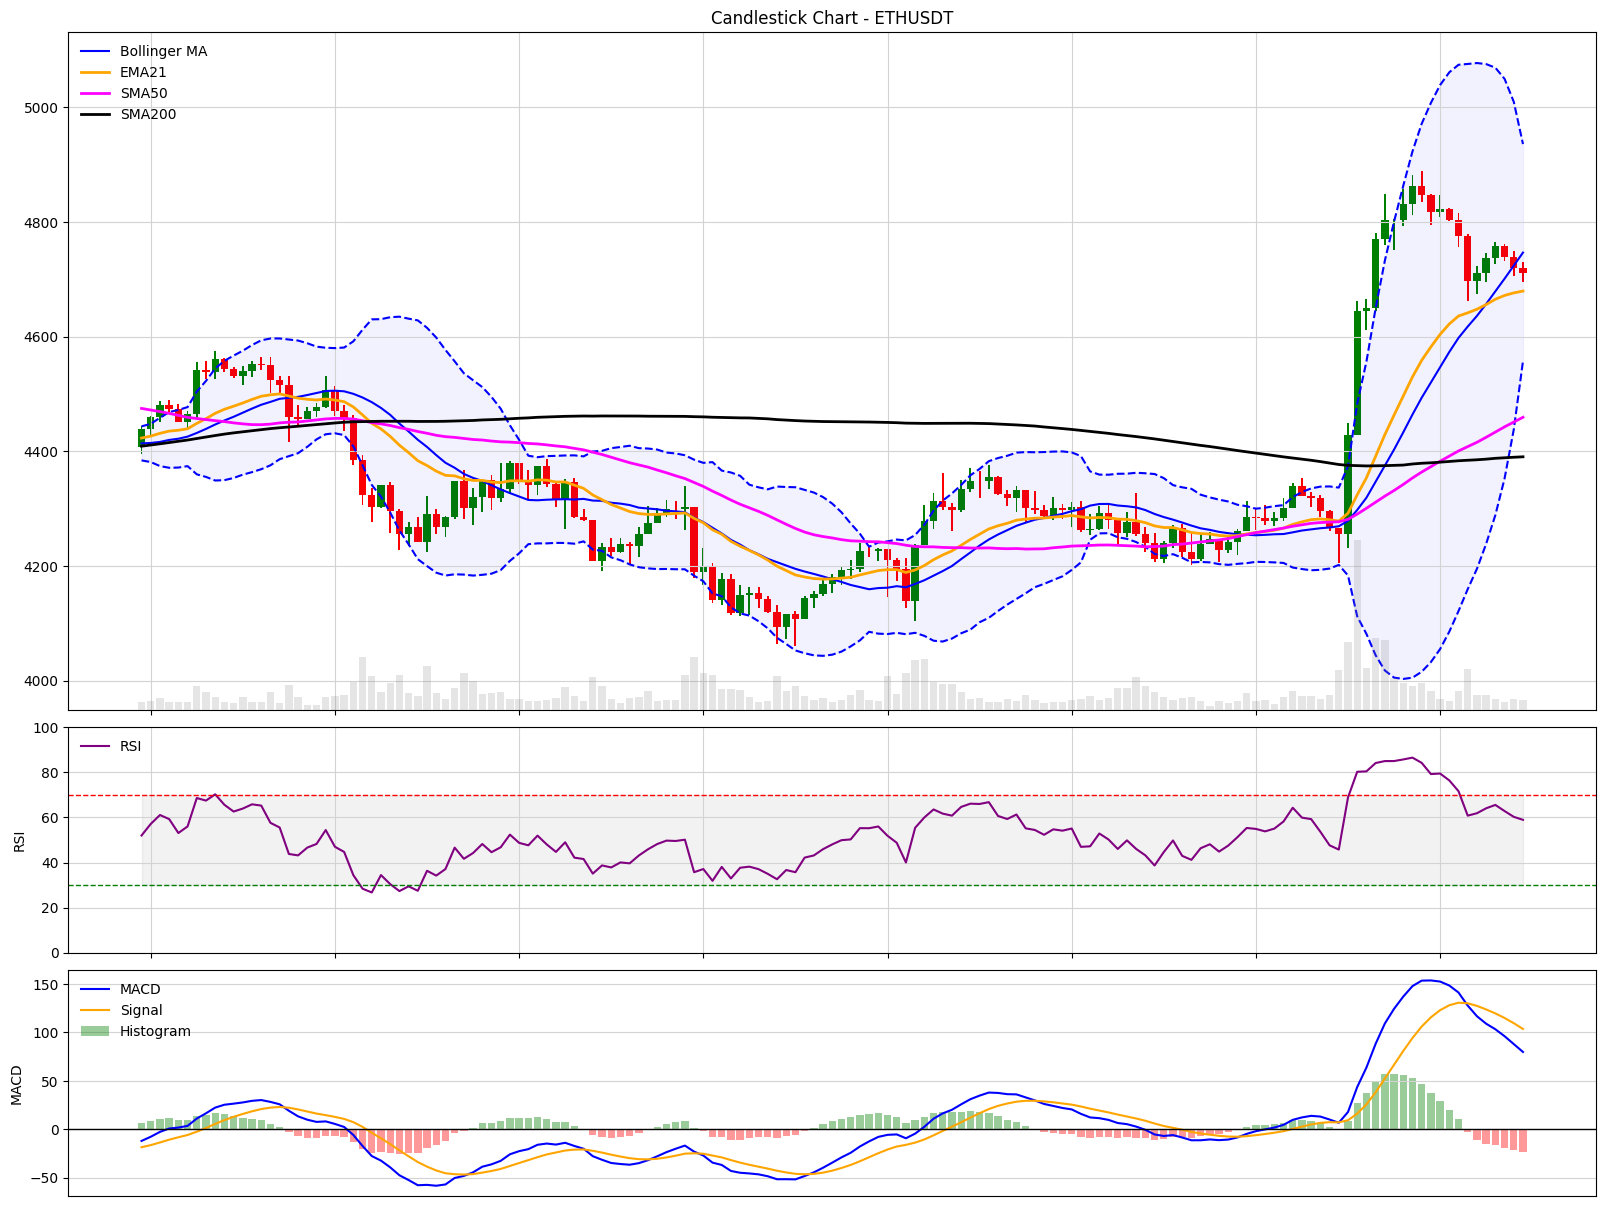 Candlestick Chart - ETHUSDT
Bollinger MA
EMA21
SMA50
SMA200
5000
4800
4600
4400
4200
4000
RSI
100
80
60
40
20
0
RSI
MACD
Signal
Histogram
150
100
50
0
−50
MACD